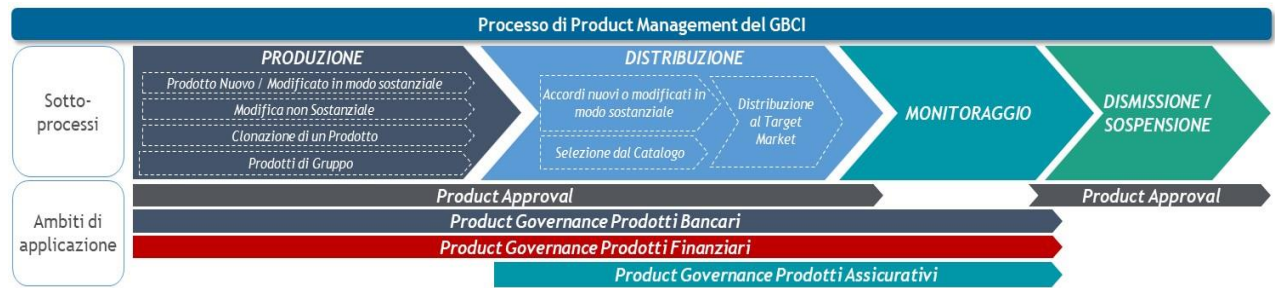 Processo di Product Management del GBCI
Sotto-
processi
PRODUZIONE
Prodotto Nuovo / Modificato in modo sostanziale
Modifica non Sostanziale
Clonazione di un Prodotto
Prodotti di Gruppo
DISTRIBUZIONE
Accordi nuovi o modificati in
modo sostanziale
Selezione dal Catalogo
Distribuzione
al Target
Market
MONITORAGGIO
DISMISSIONE /
SOSPENSIONE
Ambiti di
applicazione
Product Approval
Product Approval
Product Governance Prodotti Bancari
Product Governance Prodotti Finanziari
Product Governance Prodotti Assicurativi